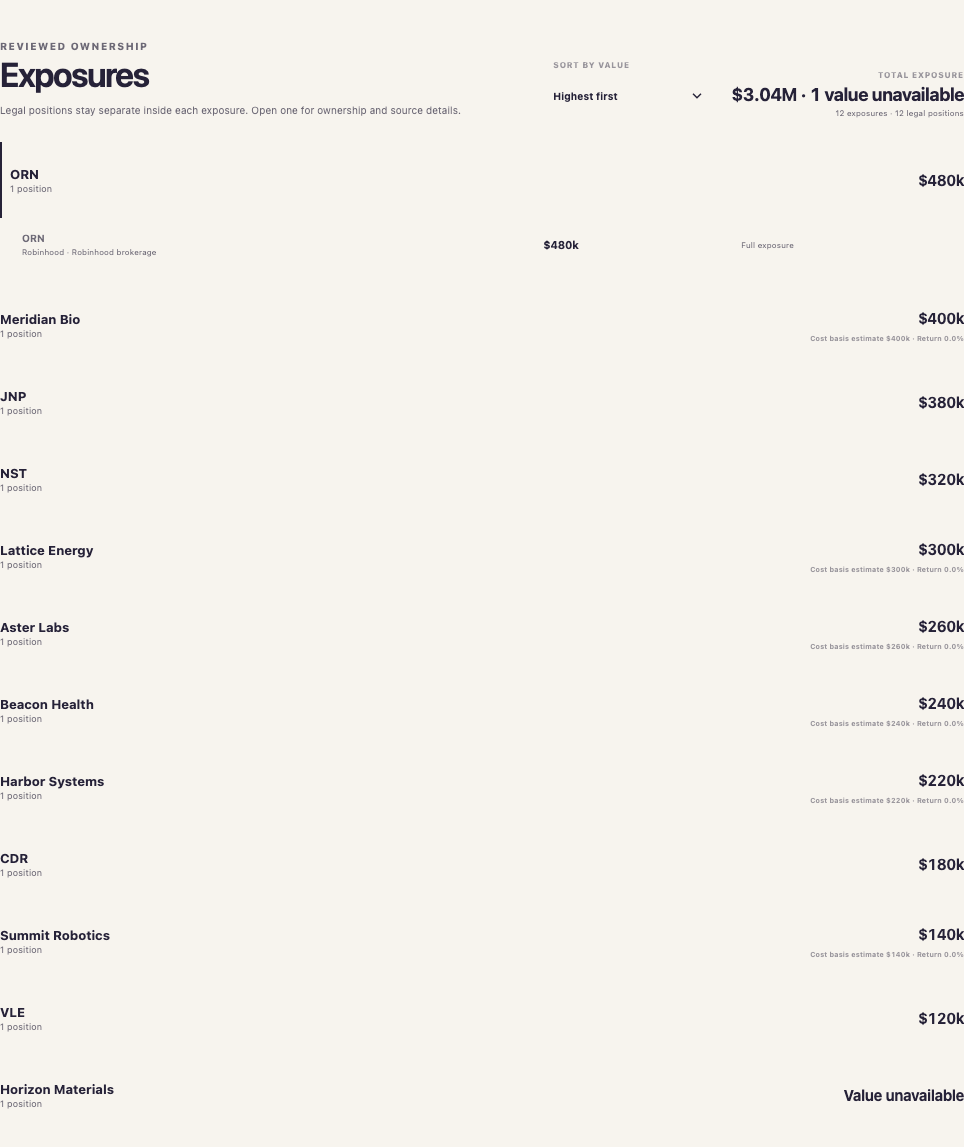 REVIEWED OWNERSHIP
Exposures
Legal positions stay separate inside each exposure. Open one for ownership and source details.
SORT BY VALUE
Highest first
TOTAL EXPOSURE
$3.04M · 1 value unavailable
12 exposures · 12 legal positions
ORN
1 position
$480k
ORN
Robinhood · Robinhood brokerage
$480k
Full exposure
Meridian Bio
1 position
$400k
Cost basis estimate $400k · Return 0.0%
JNP
1 position
$380k
NST
1 position
$320k
Lattice Energy
1 position
$300k
Cost basis estimate $300k · Return 0.0%
Aster Labs
1 position
$260k
Cost basis estimate $260k · Return 0.0%
Beacon Health
1 position
$240k
Cost basis estimate $240k · Return 0.0%
Harbor Systems
1 position
$220k
Cost basis estimate $220k · Return 0.0%
CDR
1 position
$180k
Summit Robotics
1 position
$140k
Cost basis estimate $140k · Return 0.0%
VLE
1 position
$120k
Horizon Materials
1 position
Value unavailable